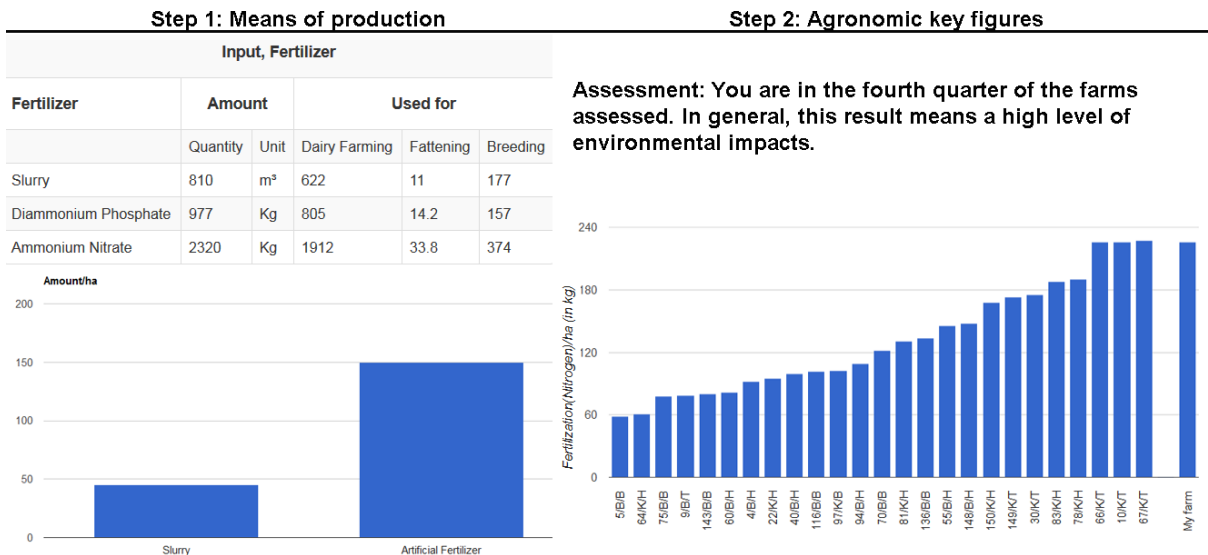 Step 1: Means of production
Step 2: Agronomic key figures
Input, Fertilizer
Fertilizer Amount Used for
Quantity Unit Dairy Farming Fattening Breeding
Slurry 810 m³ 622 11 177
Diammonium Phosphate 977 Kg 805 14.2 157
Ammonium Nitrate 2320 Kg 1912 33.8 374
Amount/ha
200
150
100
50
0
Slurry Artificial Fertilizer
Assessment: You are in the fourth quarter of the farms
assessed. In general, this result means a high level of
environmental impacts.
Fertilization(Nitrogen)/ha (in kg)
240
180
120
60
0
5/B/B
64/K/H
75/B/B
9/B/T
143/B/B
60/B/H
4/B/H
22/K/H
40/B/H
116/B/B
97/K/B
94/B/H
70/B/B
81/K/H
136/B/B
55/B/H
148/B/H
150/K/H
149/K/T
30/K/T
83/K/H
78/K/H
66/K/T
10/K/T
67/K/T
My farm